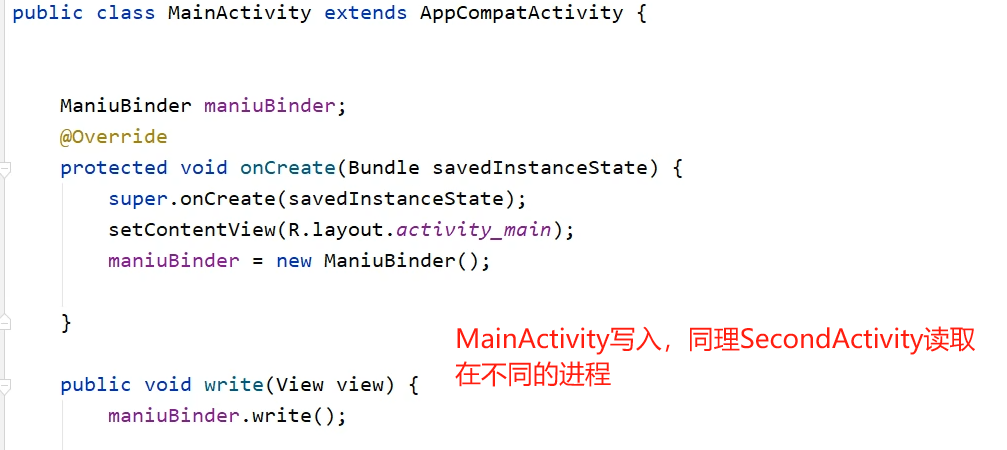 public class MainActivity extends AppCompatActivity {
ManiuBinder maniuBinder;
@Override
protected void onCreate(Bundle savedInstanceState) {
super.onCreate(savedInstanceState);
setContentView(R.layout.activity_main);
maniuBinder = new ManiuBinder();
}
MainActivity写入，同理SecondActivity读取
在不同的进程
public void write(View view) {
maniuBinder.write();